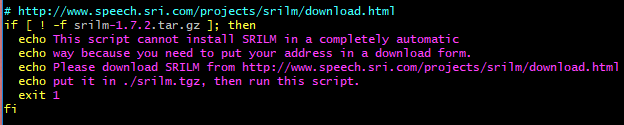 # http://www.speech.sri.com/projects/srilm/download.html
if [ ! -f srilm-1.7.2.tar.gz ]; then
  echo This script cannot install SRILM in a completely automatic
  echo way because you need to put your address in a download form.
  echo Please download SRILM from http://www.speech.sri.com/projects/srilm/download.html
  echo put it in ./srilm.tgz, then run this script.
  exit 1
fi